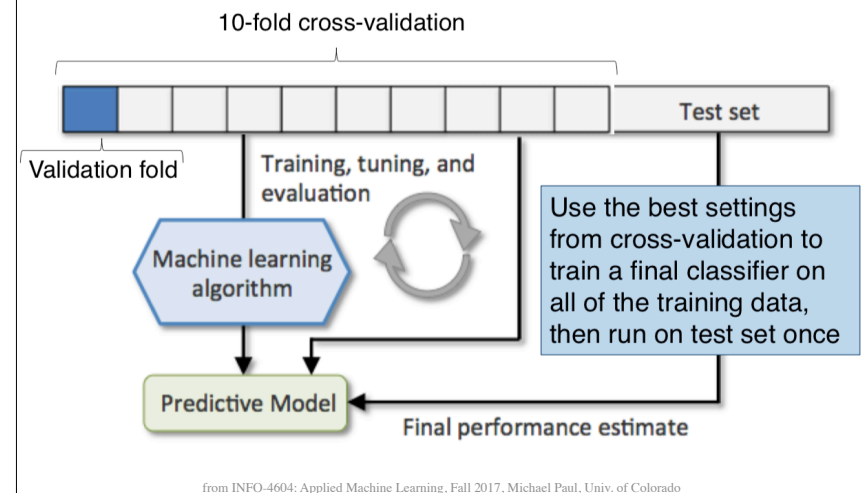 10-fold cross-validation
Test set
Validation fold
Training, tuning, and
evaluation
Machine learning
algorithm
Use the best settings
from cross-validation to
train a final classifier on
all of the training data,
then run on test set once
Predictive Model
Final performance estimate
from INFO-4604: Applied Machine Learning, Fall 2017, Michael Paul, Univ. of Colorado